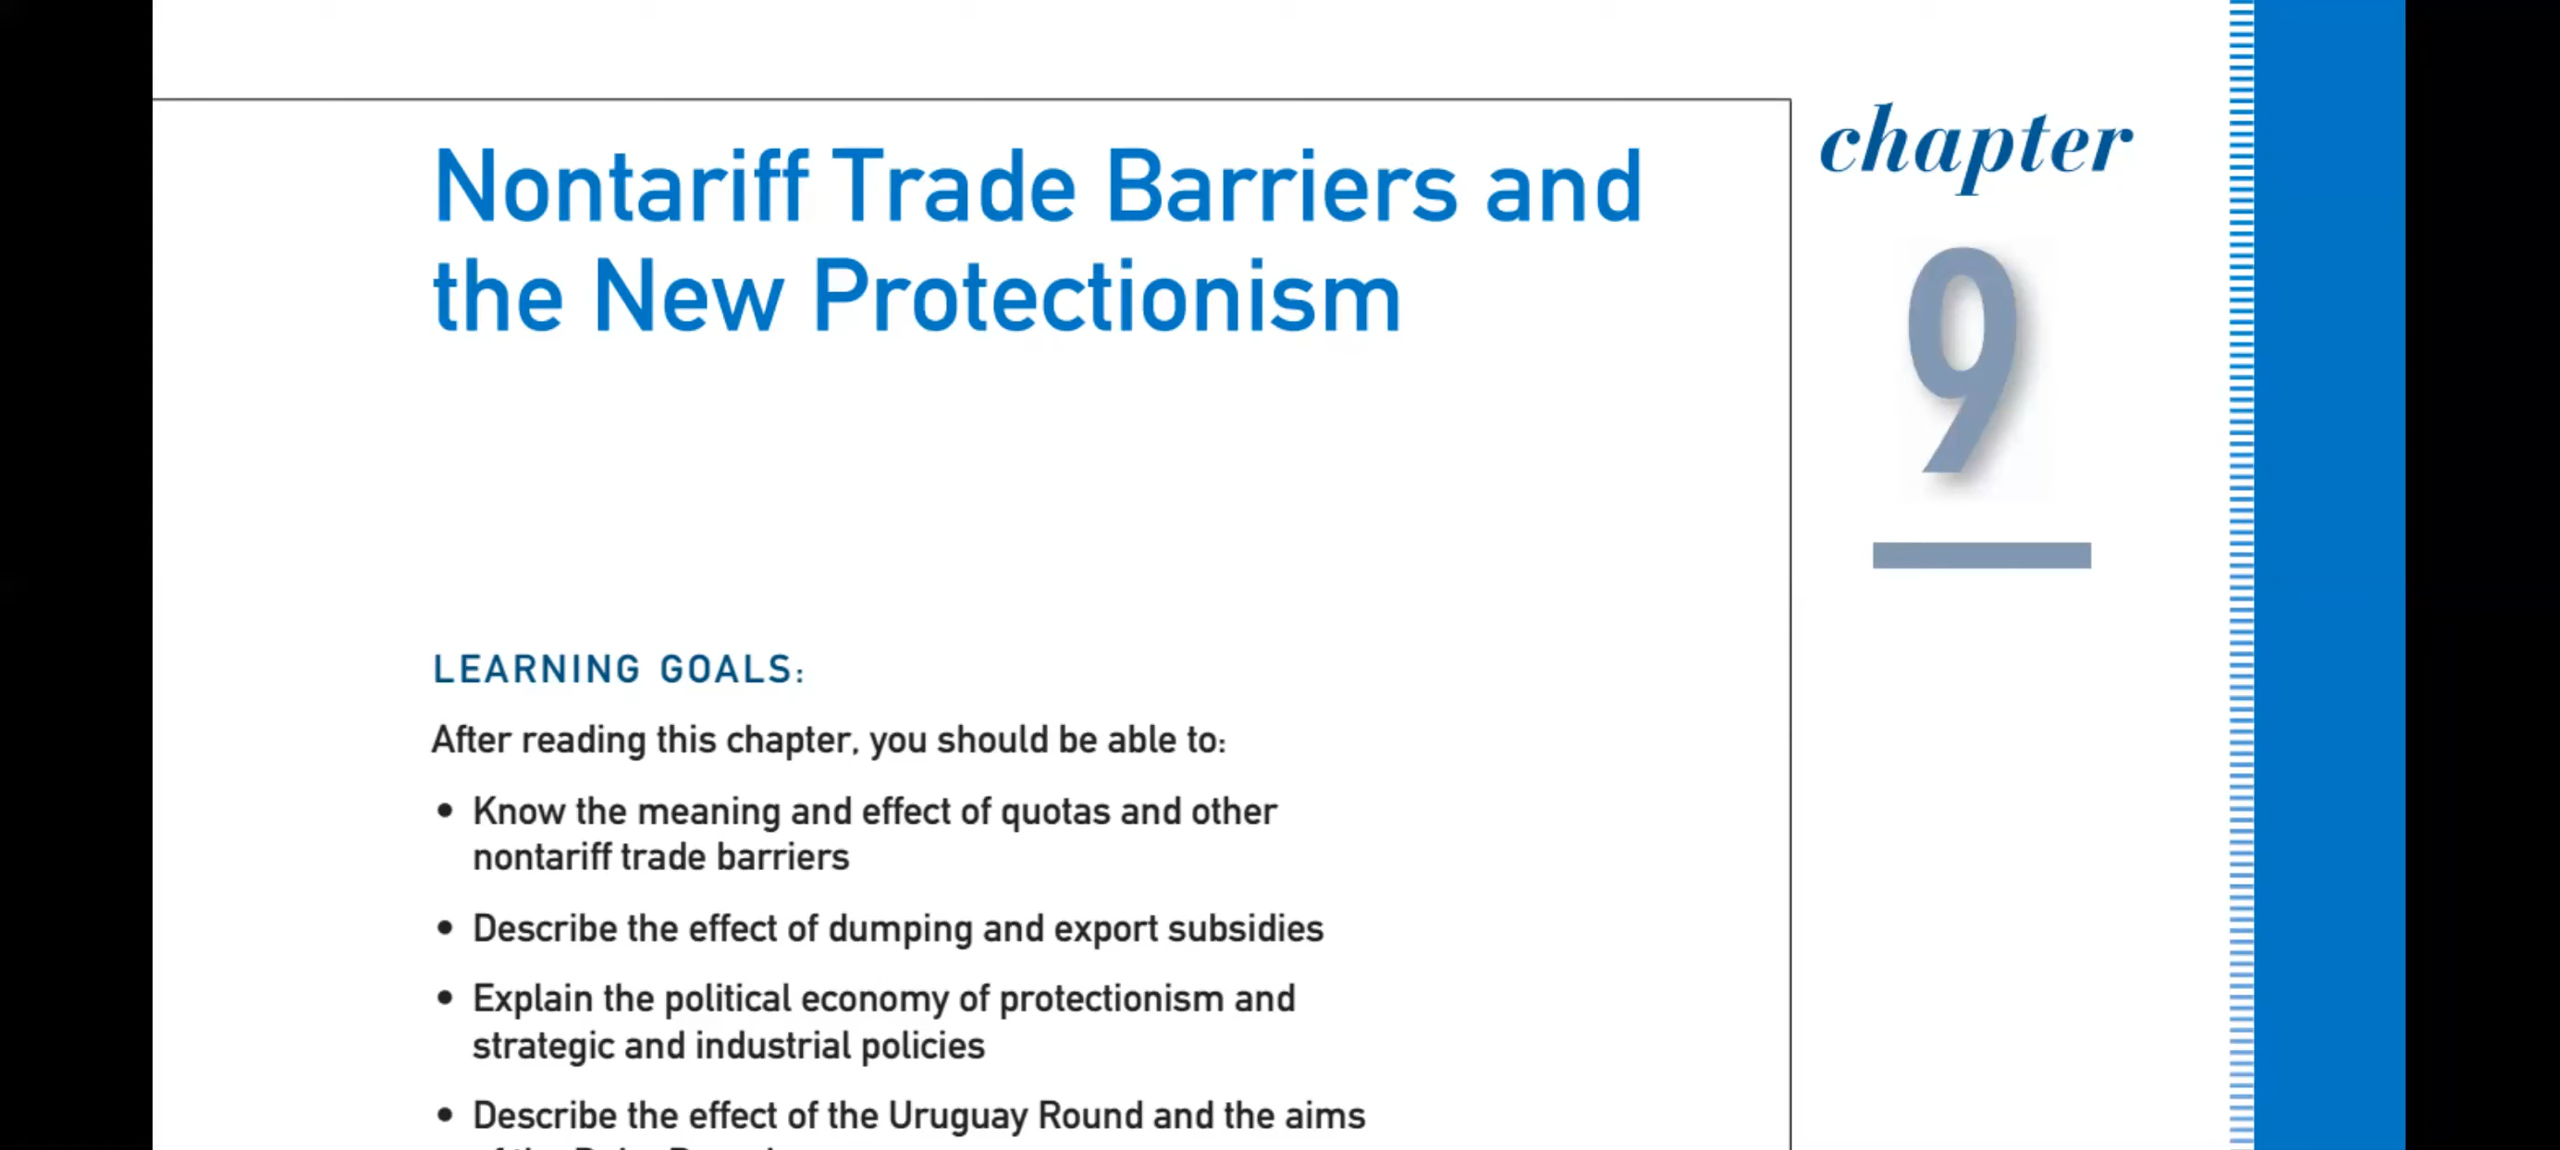 Nontariff Trade Barriers and
the New Protectionism
chapter
9
LEARNING GOALS:
After reading this chapter, you should be able to:
• Know the meaning and effect of quotas and other
nontariff trade barriers
• Describe the effect of dumping and export subsidies
• Explain the political economy of protectionism and
strategic and industrial policies
• Describe the effect of the Uruguay Round and the aims